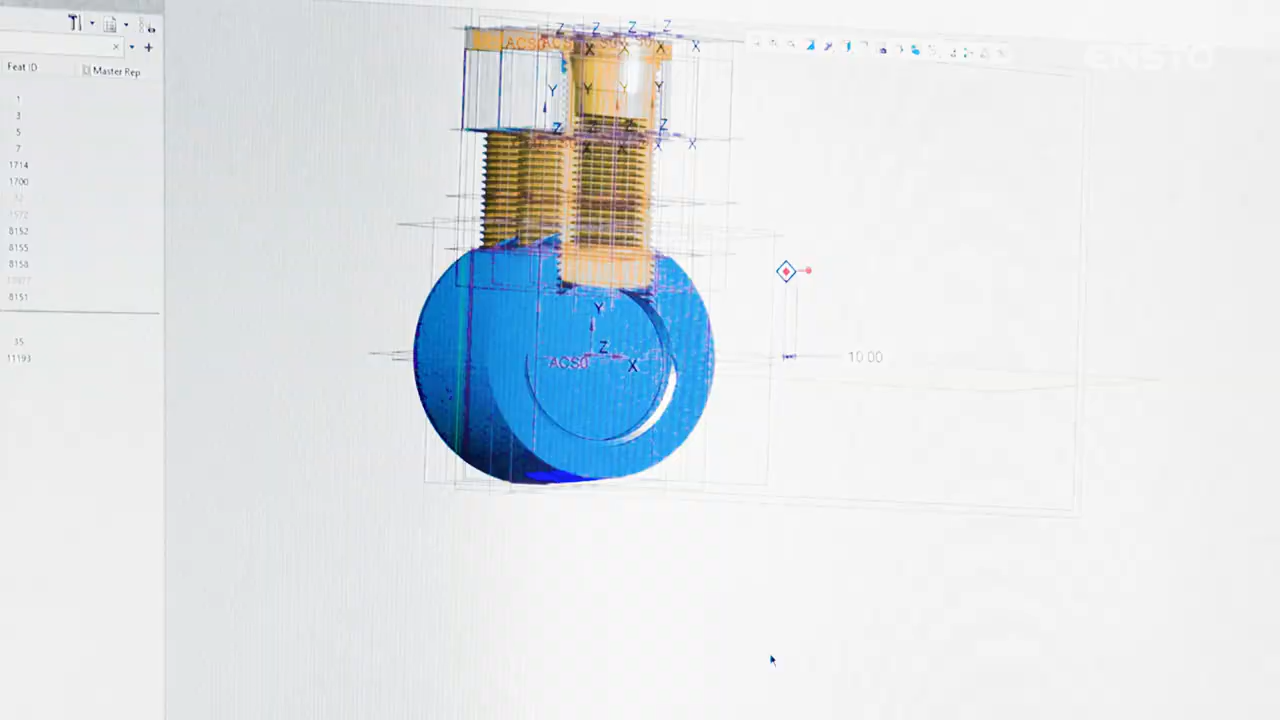 ENSTO
Feat ID
Master Rep
1
3
5
7
1714
1700
8152
8155
8158
8151
35
11193
Z Z Z Z
ACS0
X X X X
Y Y Y Y
Z Z Z
X X X X
Y
Z
ACS0
X
10.00